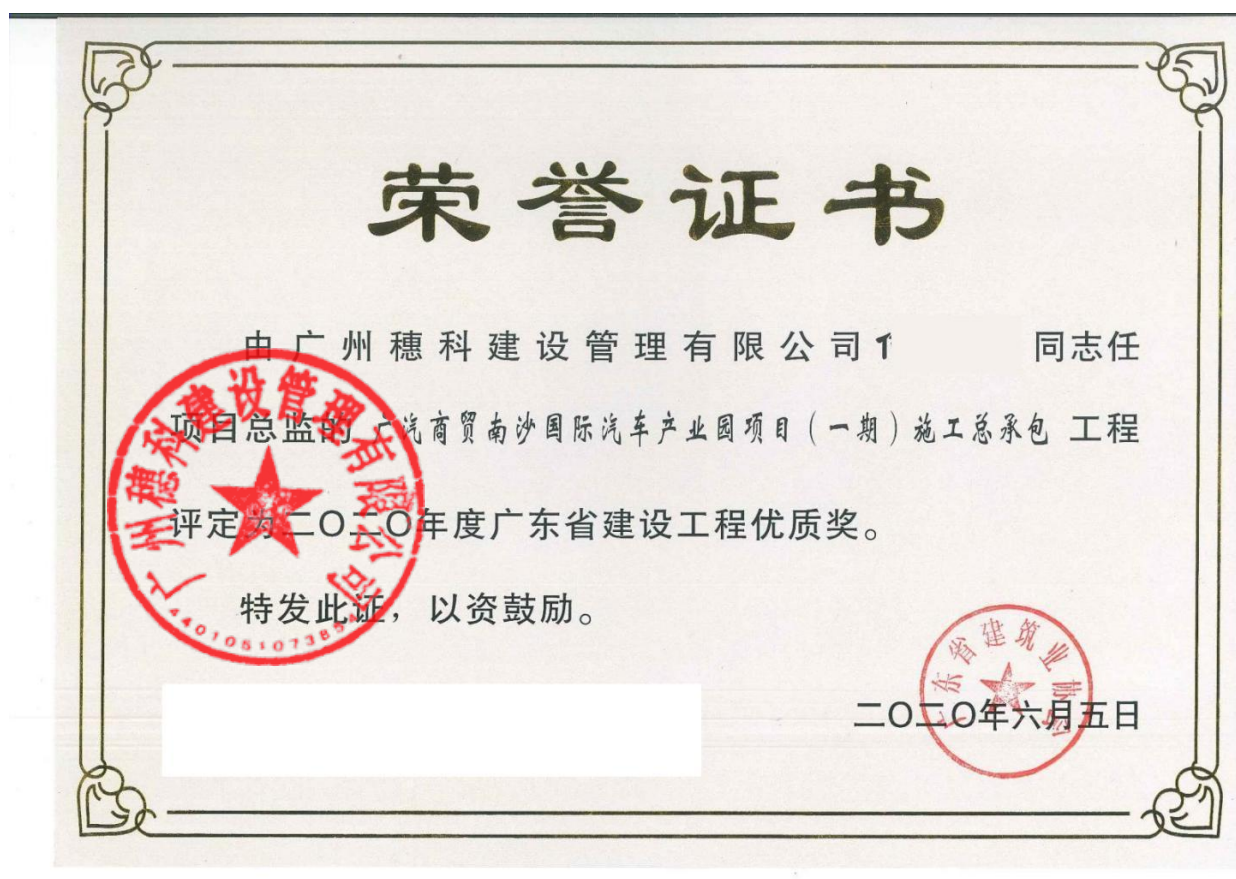 荣誉证书
由广州穗科建设管理有限公司 同志任
项目总监的 广汽商贸南沙国际汽车产业园项目（一期）施工总承包 工程
评定为二〇二〇年度广东省建设工程优质奖。
特发此证，以资鼓励。
广州穗科建设管理有限公司
广东省建筑业协会
二〇二〇年六月五日